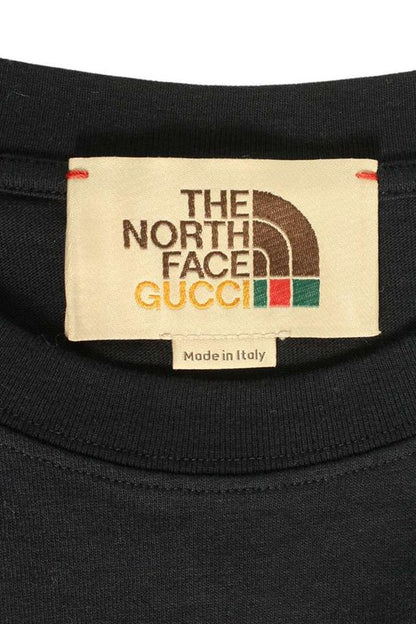 THE
NORTH
FACE
GUCCI
Made in Italy